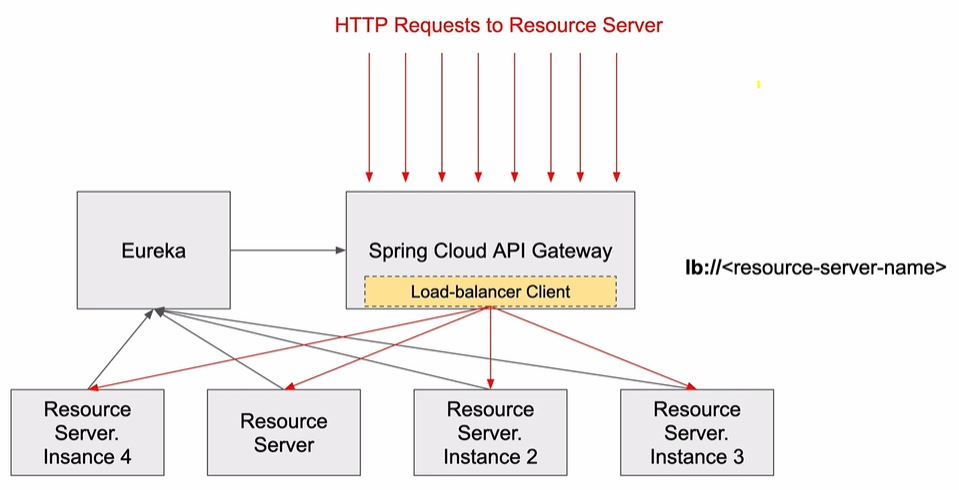 HTTP Requests to Resource Server
Eureka
Spring Cloud API Gateway
Load-balancer Client
lb://<resource-server-name>
Resource
Server.
Insance 4
Resource
Server
Resource
Server.
Instance 2
Resource
Server.
Instance 3